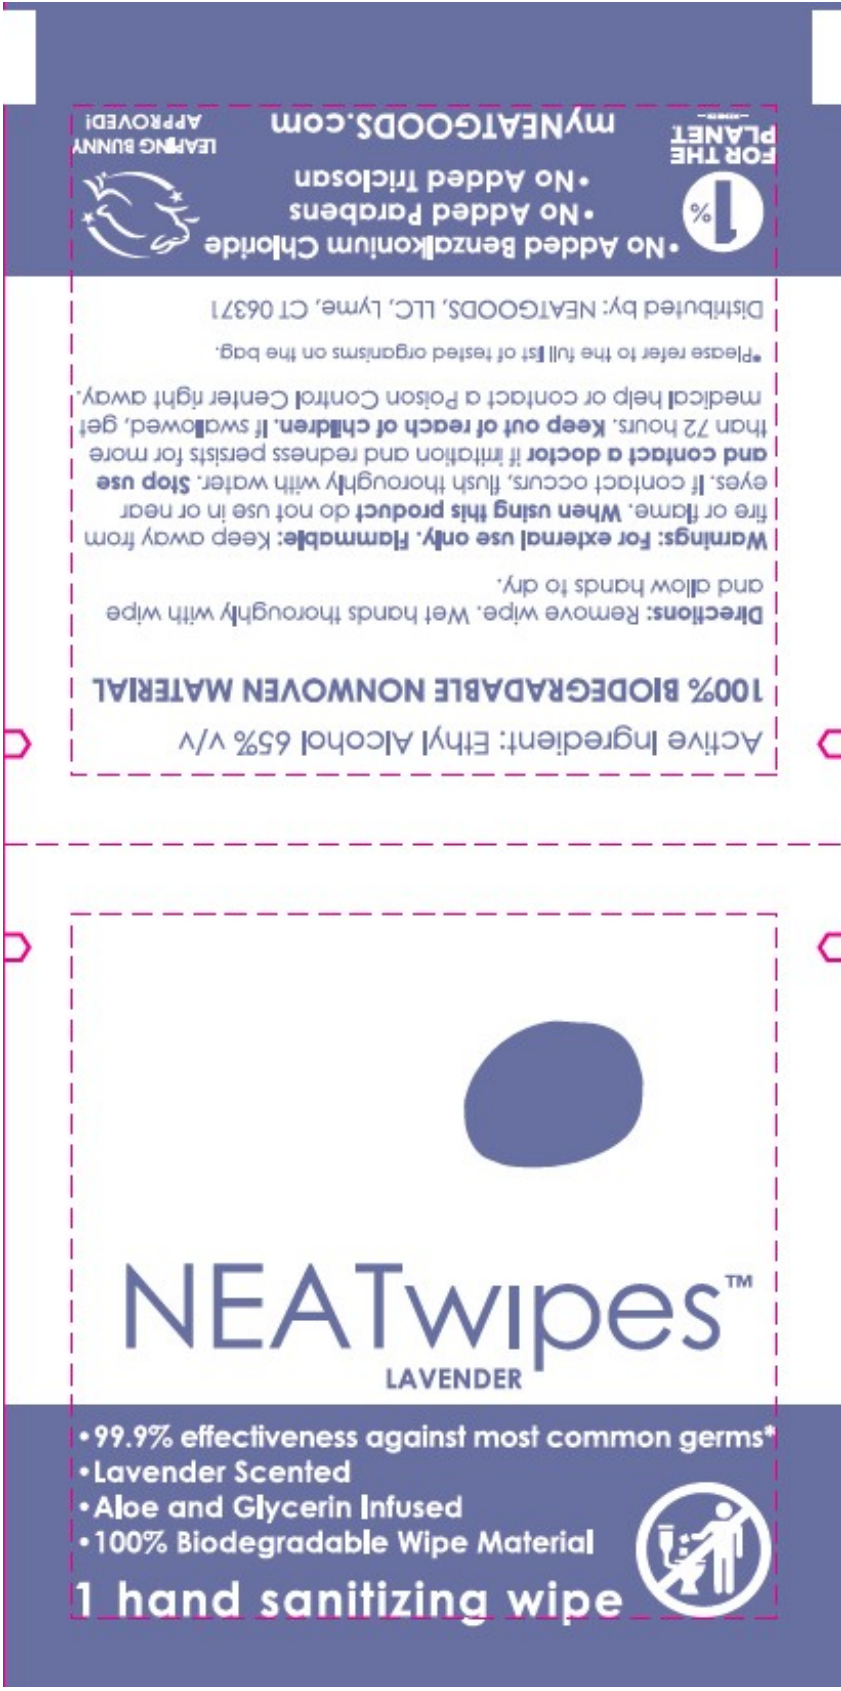 Active Ingredient: Ethyl Alcohol 65% v/v
100% BIODEGRADABLE NONWOVEN MATERIAL
Directions: Remove wipe. Wet hands thoroughly with wipe
and allow hands to dry.
Warnings: For external use only. Flammable: Keep away from
fire or flame. When using this product do not use in or near
eyes. If contact occurs, flush thoroughly with water. Stop use
and contact a doctor if irritation and redness persists for more
than 72 hours. Keep out of reach of children. If swallowed, get
medical help or contact a Poison Control Center right away.
*Please refer to the full list of tested organisms on the bag.
Distributed by: NEATGOODS, LLC, Lyme, CT 06371
•No Added Benzalkonium Chloride
•No Added Parabens
•No Added Triclosan
myNEATGOODS.com
1%
FOR THE
PLANET
LEAPING BUNNY
APPROVED!
NEATwipes™
LAVENDER
•99.9% effectiveness against most common germs*
•Lavender Scented
•Aloe and Glycerin Infused
•100% Biodegradable Wipe Material
1 hand sanitizing wipe